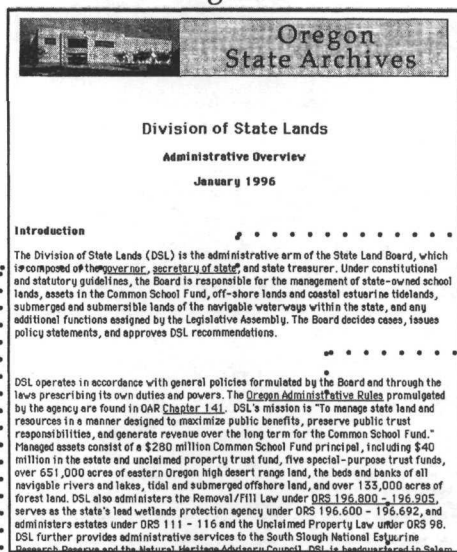 Oregon
State Archives
Division of State Lands
Administrative Overview
January 1996
Introduction
The Division of State Lands (DSL) is the administrative arm of the State Land Board, which
is composed of the governor, secretary of state, and state treasurer. Under constitutional
and statutory guidelines, the Board is responsible for the management of state-owned school
lands, assets in the Common School Fund, off-shore lands and coastal estuarine tidelands,
submerged and submersible lands of the navigable waterways within the state, and any
additional functions assigned by the Legislative Assembly. The Board decides cases, issues
policy statements, and approves DSL recommendations.
DSL operates in accordance with general policies formulated by the Board and through the
laws prescribing its own duties and powers. The Oregon Administrative Rules promulgated
by the agency are found in OAR Chapter 141. DSL's mission is "To manage state land and
resources in a manner designed to maximize public benefits, preserve public trust
responsibilities, and generate revenue over the long term for the Common School Fund."
Managed assets consist of a $280 million Common School Fund principal, including $40
million in the estate and unclaimed property trust fund, five special-purpose trust funds,
over 651,000 acres of eastern Oregon high desert range land, the beds and banks of all
navigable rivers and lakes, tidal and submerged offshore land, and over 133,000 acres of
forest land. DSL also administers the Removal/Fill Law under ORS 196.800 - 196.905,
serves as the state's lead wetlands protection agency under ORS 196.600 - 196.692, and
administers estates under ORS 111 - 116 and the Unclaimed Property Law under ORS 98.
DSL further provides administrative services to the South Slough National Estuarine
Research Reserve and the Natural Heritage Advisory Council. DSL is headquartered in Salem